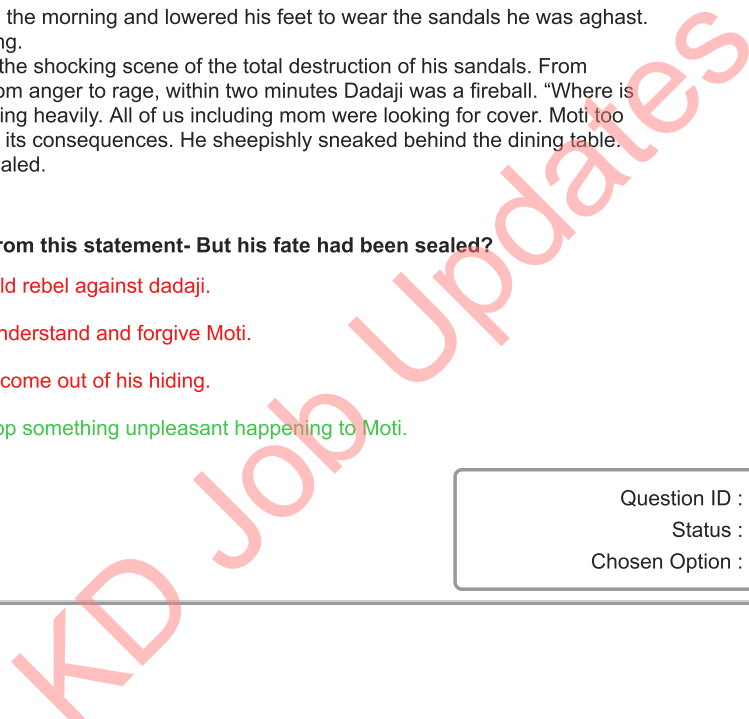 the morning and lowered his feet to wear the sandals he was aghast.
ng.
the shocking scene of the total destruction of his sandals. From
om anger to rage, within two minutes Dadaji was a fireball. “Where is
ing heavily. All of us including mom were looking for cover. Moti too
its consequences. He sheepishly sneaked behind the dining table.
aled.
rom this statement- But his fate had been sealed?
ld rebel against dadaji.
nderstand and forgive Moti.
come out of his hiding.
op something unpleasant happening to Moti.
Question ID :
Status :
Chosen Option :
KD Job Updates